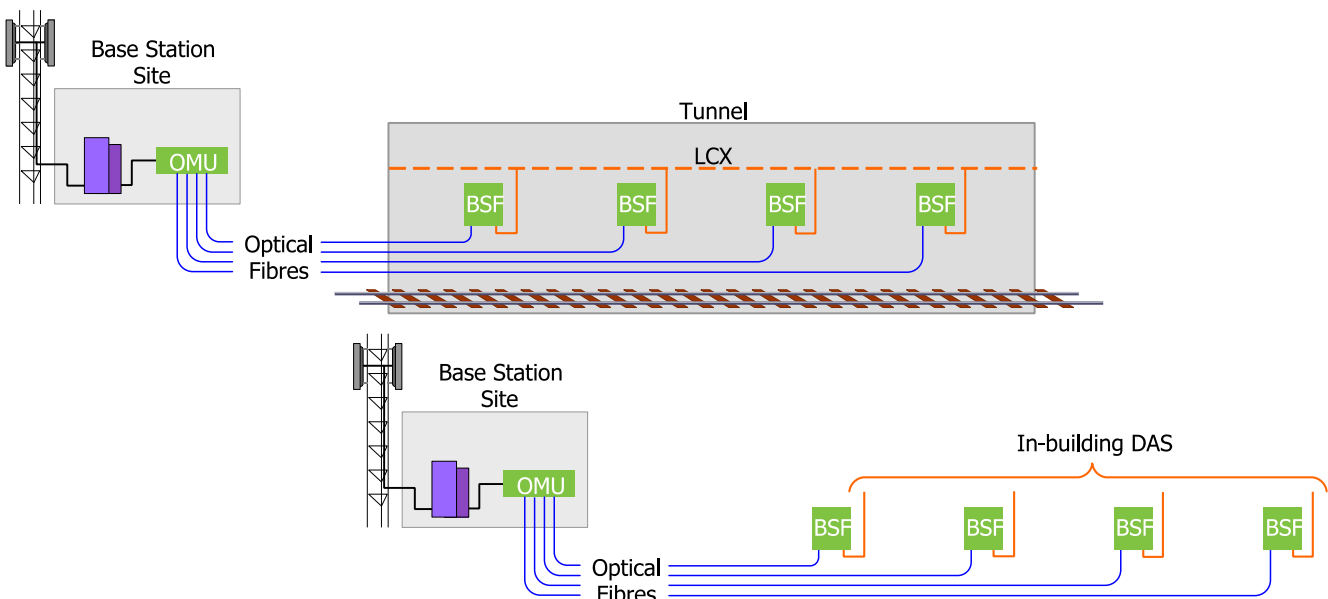 Base Station
Site
Tunnel
LCX
OMU
BSF BSF BSF BSF
Optical
Fibres
Base Station
Site
In-building DAS
OMU
BSF BSF BSF BSF
Optical
Fibres